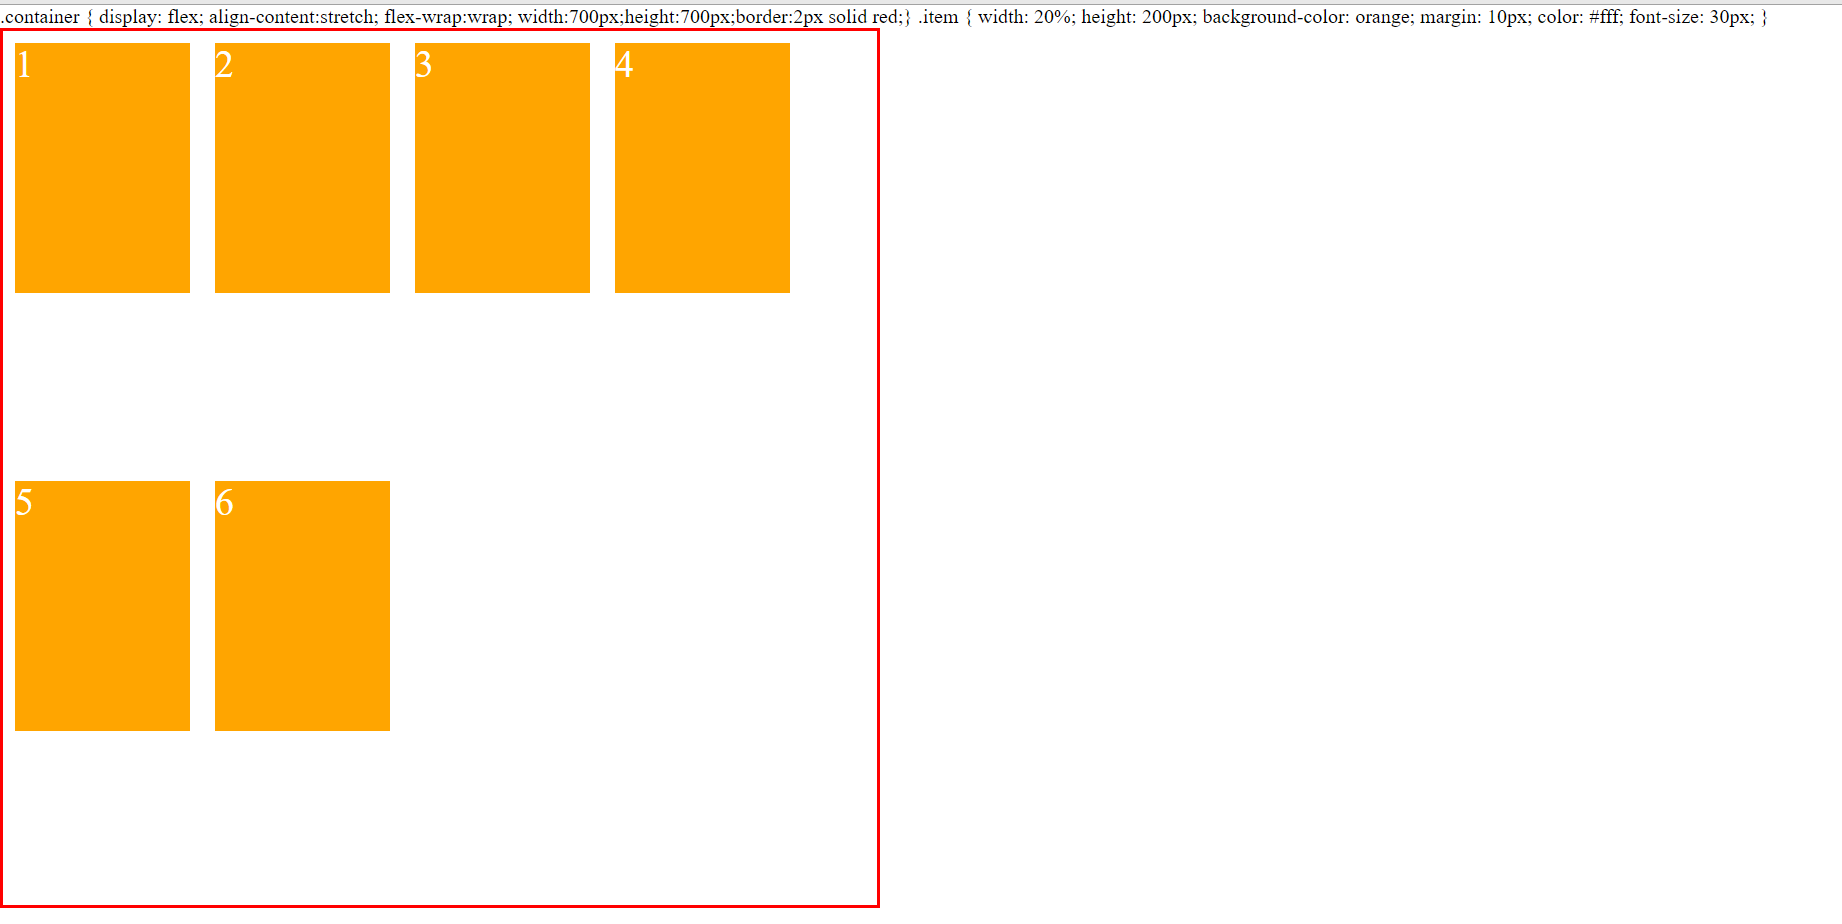 .container { display: flex; align-content:stretch; flex-wrap:wrap; width:700px;height:700px;border:2px solid red;} .item { width: 20%; height: 200px; background-color: orange; margin: 10px; color: #fff; font-size: 30px; }
1 2 3 4
5 6